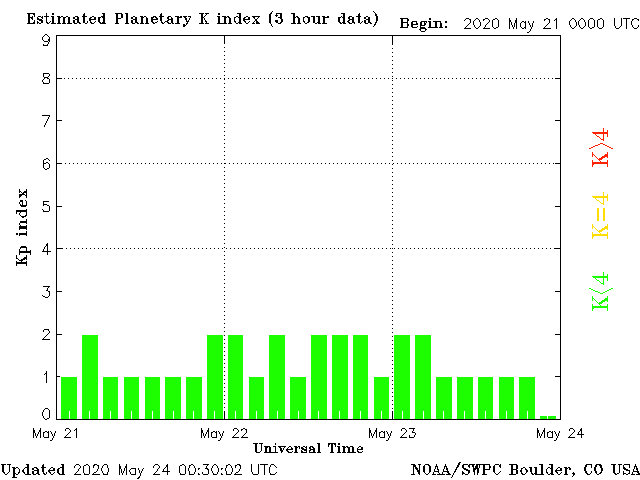 Estimated Planetary K index (3 hour data)
Begin: 2020 May 21 0000 UTC
9
8
7
6
5
4
3
2
1
0
Kp index
K>4
K=4
K<4
May 21
May 22
May 23
May 24
Universal Time
Updated 2020 May 24 00:30:02 UTC
NOAA/SWPC Boulder, CO USA